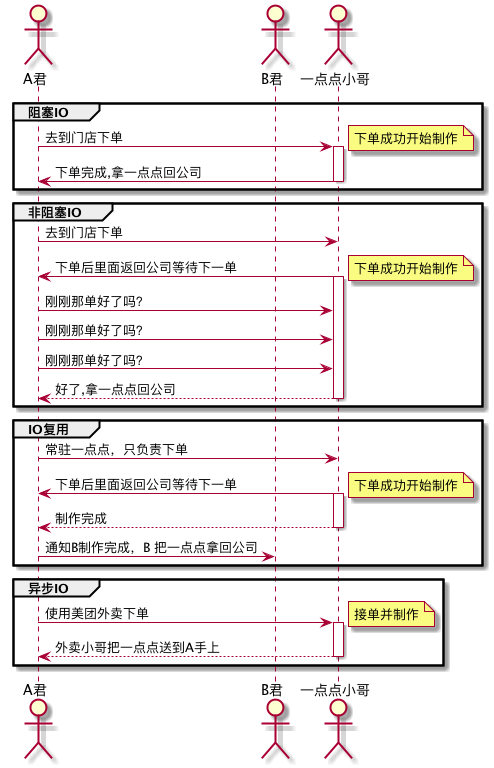 A君
B君
一点点小哥
阻塞IO
去到门店下单
下单成功开始制作
下单完成,拿一点点回公司
非阻塞IO
去到门店下单
下单后里面返回公司等待下一单
下单成功开始制作
刚刚那单好了吗?
刚刚那单好了吗?
刚刚那单好了吗?
好了,拿一点点回公司
IO复用
常驻一点点，只负责下单
下单后里面返回公司等待下一单
下单成功开始制作
制作完成
通知B制作完成，B 把一点点拿回公司
异步IO
使用美团外卖下单
接单并制作
外卖小哥把一点点送到A手上
A君
B君
一点点小哥